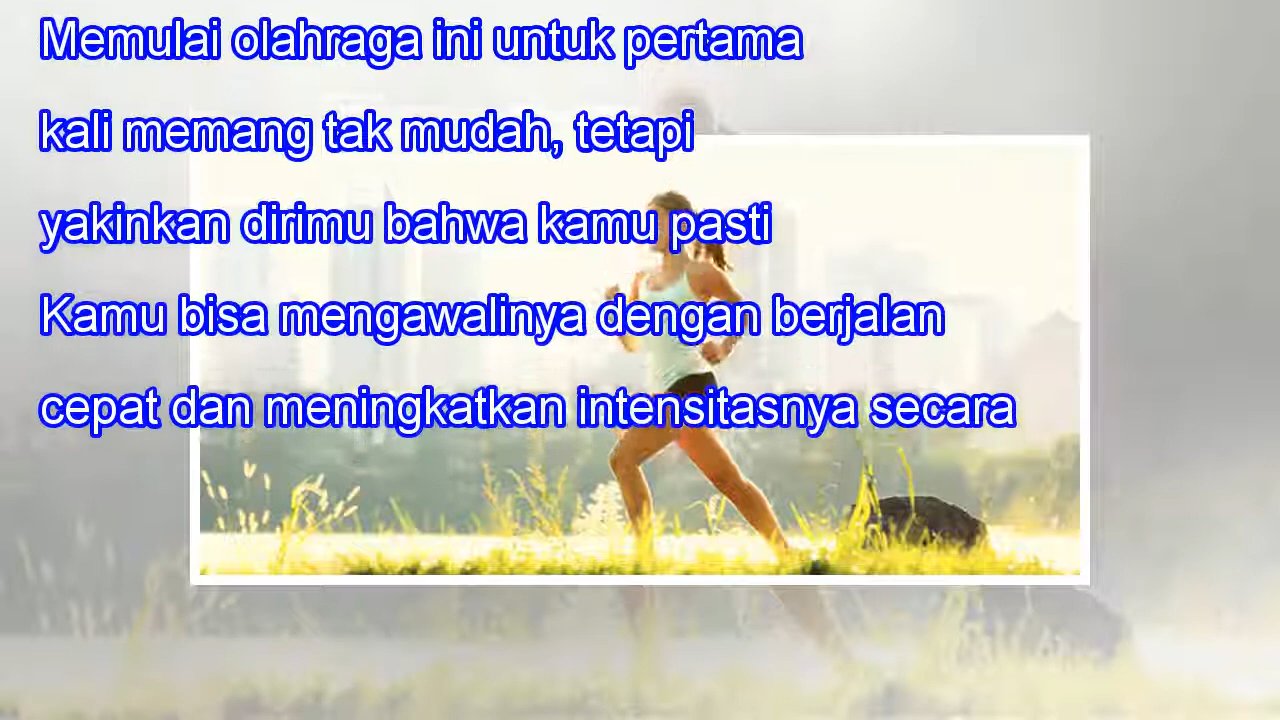 Memulai olahraga ini untuk pertama
kali memang tak mudah, tetapi
yakinkan dirimu bahwa kamu pasti
Kamu bisa mengawalinya dengan berjalan
cepat dan meningkatkan intensitasnya secara